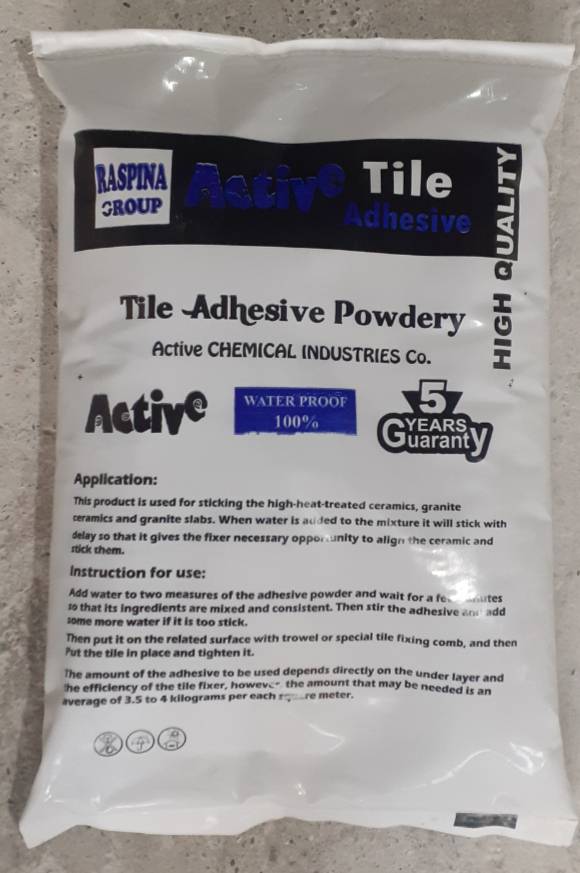 RASPINA
GROUP
Active Tile
Adhesive
HIGH QUALITY
Tile Adhesive Powdery
Active CHEMICAL INDUSTRIES Co.
Active
WATER PROOF
100%
5
YEARS
Guaranty
Application:
This product is used for sticking the high-heat-treated ceramics, granite
ceramics and granite slabs. When water is added to the mixture it will stick with
delay so that it gives the fixer necessary opportunity to align the ceramic and
stick them.
Instruction for use:
Add water to two measures of the adhesive powder and wait for a few minutes
so that its ingredients are mixed and consistent. Then stir the adhesive and add
some more water if it is too stick.
Then put it on the related surface with trowel or special tile fixing comb, and then
Put the tile in place and tighten it.
The amount of the adhesive to be used depends directly on the under layer and
the efficiency of the tile fixer, however the amount that may be needed is an
average of 3.5 to 4 kilograms per each square meter.